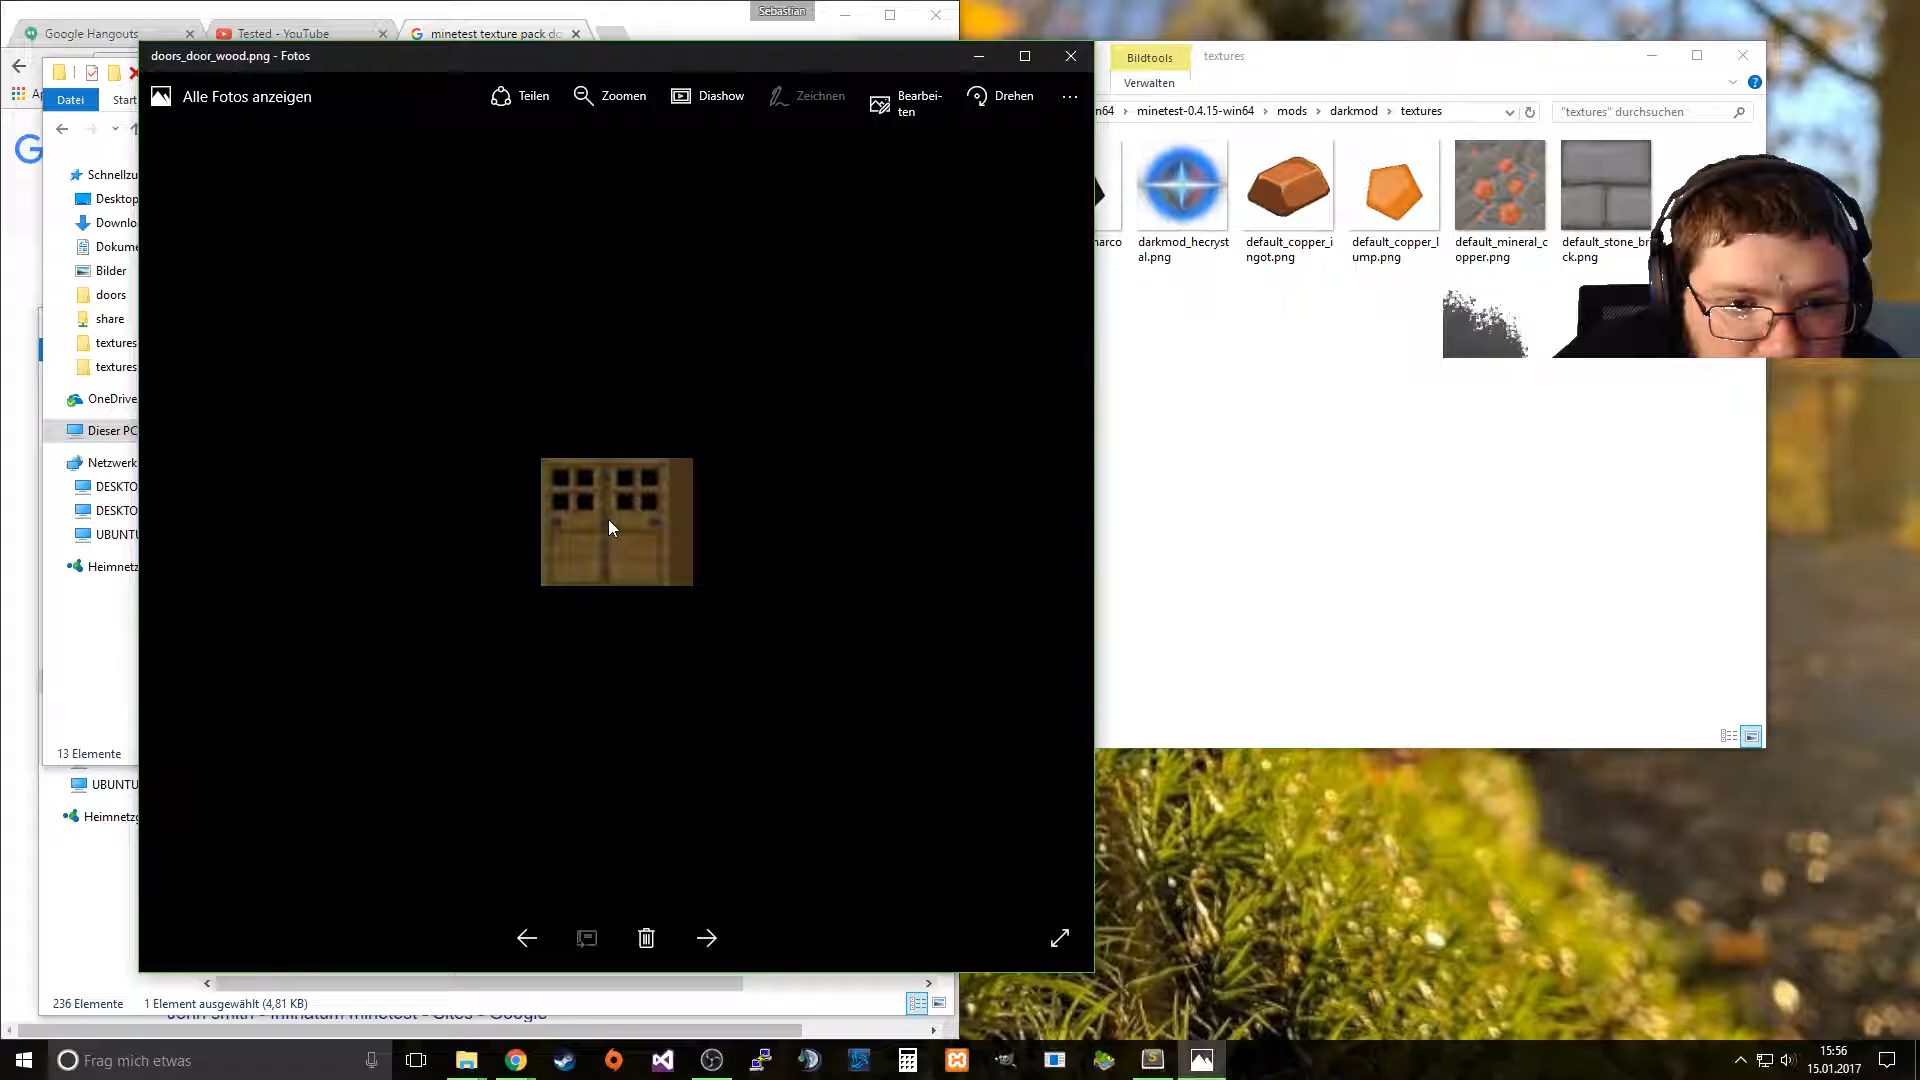 Sebastian
Google Hangouts
Tested - YouTube
minetest texture pack do
doors_door_wood.png - Fotos
Alle Fotos anzeigen
Teilen
Zoomen
Diashow
Zeichnen
Bearbei-
ten
Drehen
Datei
Start
Schnellzu
Desktop
Downlo
Dokume
Bilder
doors
share
textures
textures
OneDrive
Dieser PC
Netzwerk
DESKTO
DESKTO
UBUNTU
Heimnetz
13 Elemente
UBUNTU
Heimnetzg
236 Elemente
1 Element ausgewählt (4,81 KB)
Bildtools
textures
Verwalten
n64 > minetest-0.4.15-win64 > mods > darkmod > textures
"textures" durchsuchen
narco
darkmod_hecryst
al.png
default_copper_i
ngot.png
default_copper_l
ump.png
default_mineral_c
opper.png
default_stone_bri
ck.png
Frag mich etwas
15:56
15.01.2017